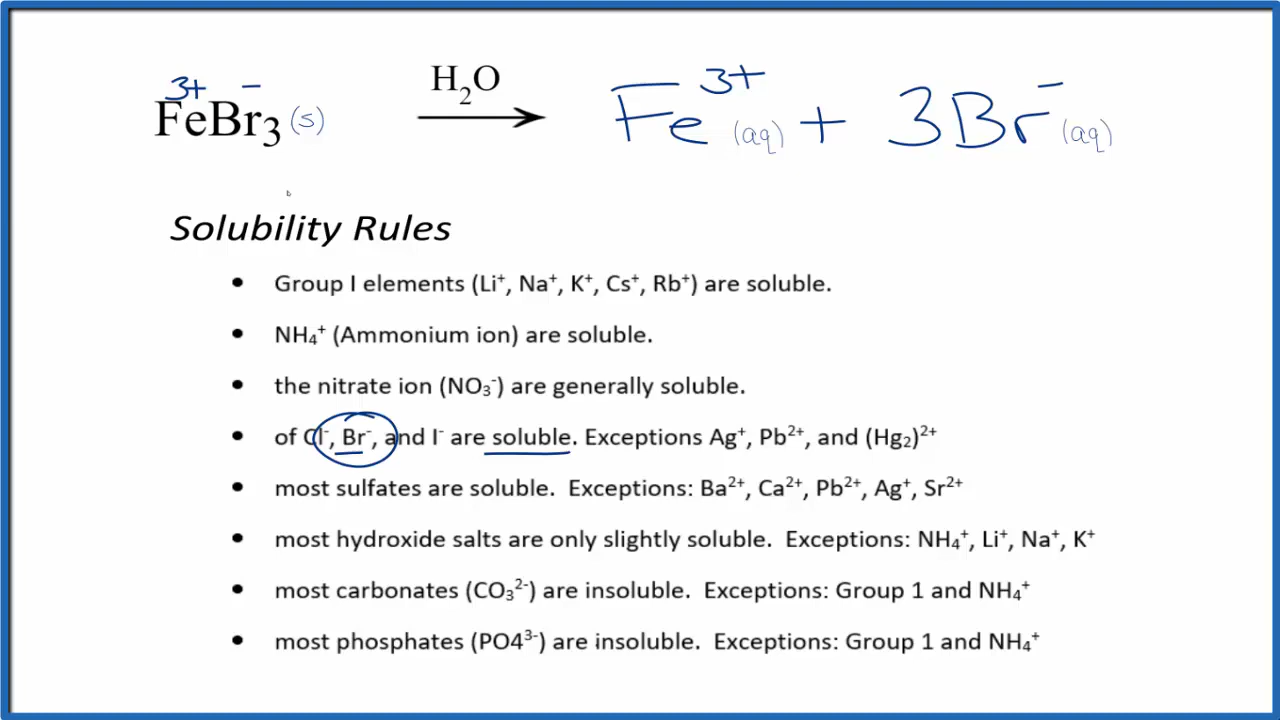 3+ −
FeBr₃(s) H₂O Fe³⁺(aq) + 3Br⁻(aq)
Solubility Rules
• Group I elements (Li⁺, Na⁺, K⁺, Cs⁺, Rb⁺) are soluble.
• NH₄⁺ (Ammonium ion) are soluble.
• the nitrate ion (NO₃⁻) are generally soluble.
• of Cl⁻, Br⁻, and I⁻ are soluble. Exceptions Ag⁺, Pb²⁺, and (Hg₂)²⁺
• most sulfates are soluble. Exceptions: Ba²⁺, Ca²⁺, Pb²⁺, Ag⁺, Sr²⁺
• most hydroxide salts are only slightly soluble. Exceptions: NH₄⁺, Li⁺, Na⁺, K⁺
• most carbonates (CO₃²⁻) are insoluble. Exceptions: Group 1 and NH₄⁺
• most phosphates (PO4³⁻) are insoluble. Exceptions: Group 1 and NH₄⁺